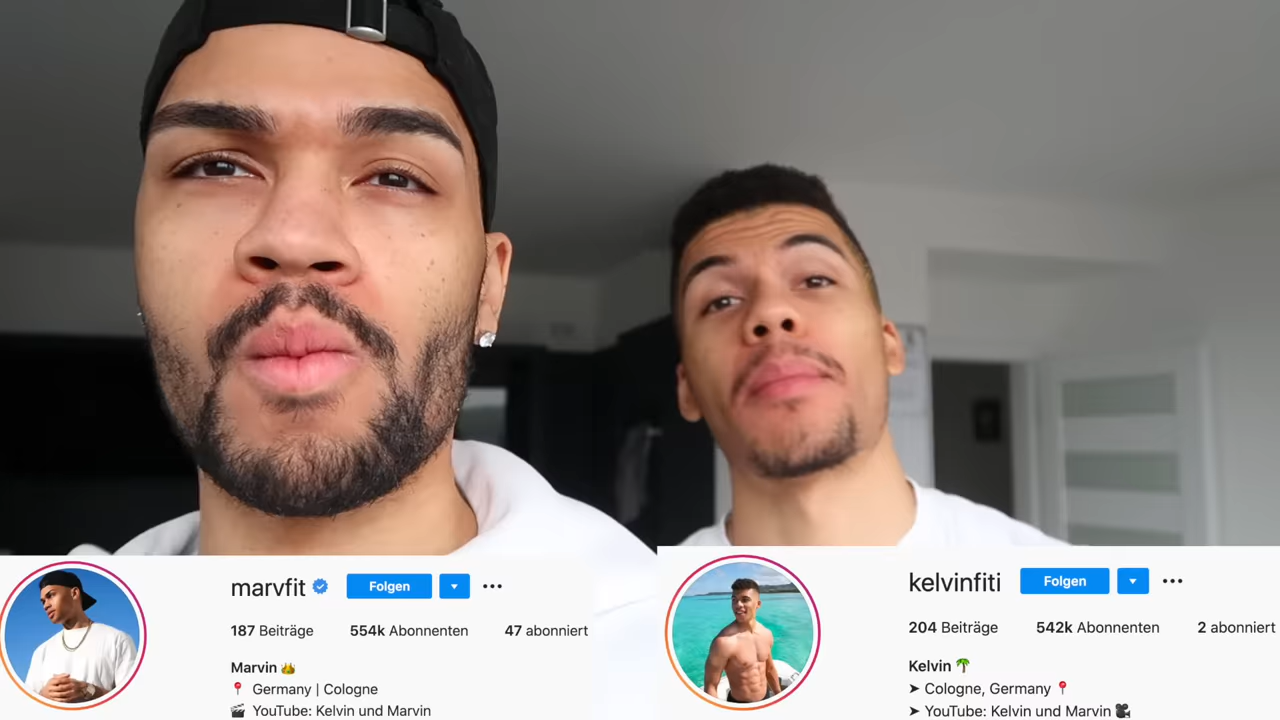 marvfit Folgen
187 Beiträge 554k Abonnenten 47 abonniert
Marvin 👑
📍 Germany | Cologne
🎬 YouTube: Kelvin und Marvin
kelvinfiti Folgen
204 Beiträge 542k Abonnenten 2 abonniert
Kelvin 🌴
➤ Cologne, Germany 📍
➤ YouTube: Kelvin und Marvin 🎥